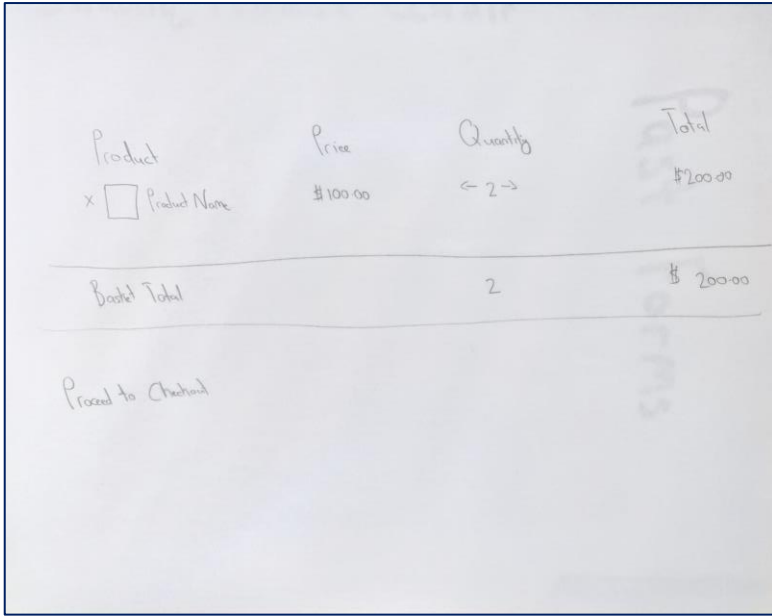 Product Price Quantity Total
x Product Name $100.00 <- 2 -> $200.00
Basket Total 2 $ 200.00
Proceed to Checkout